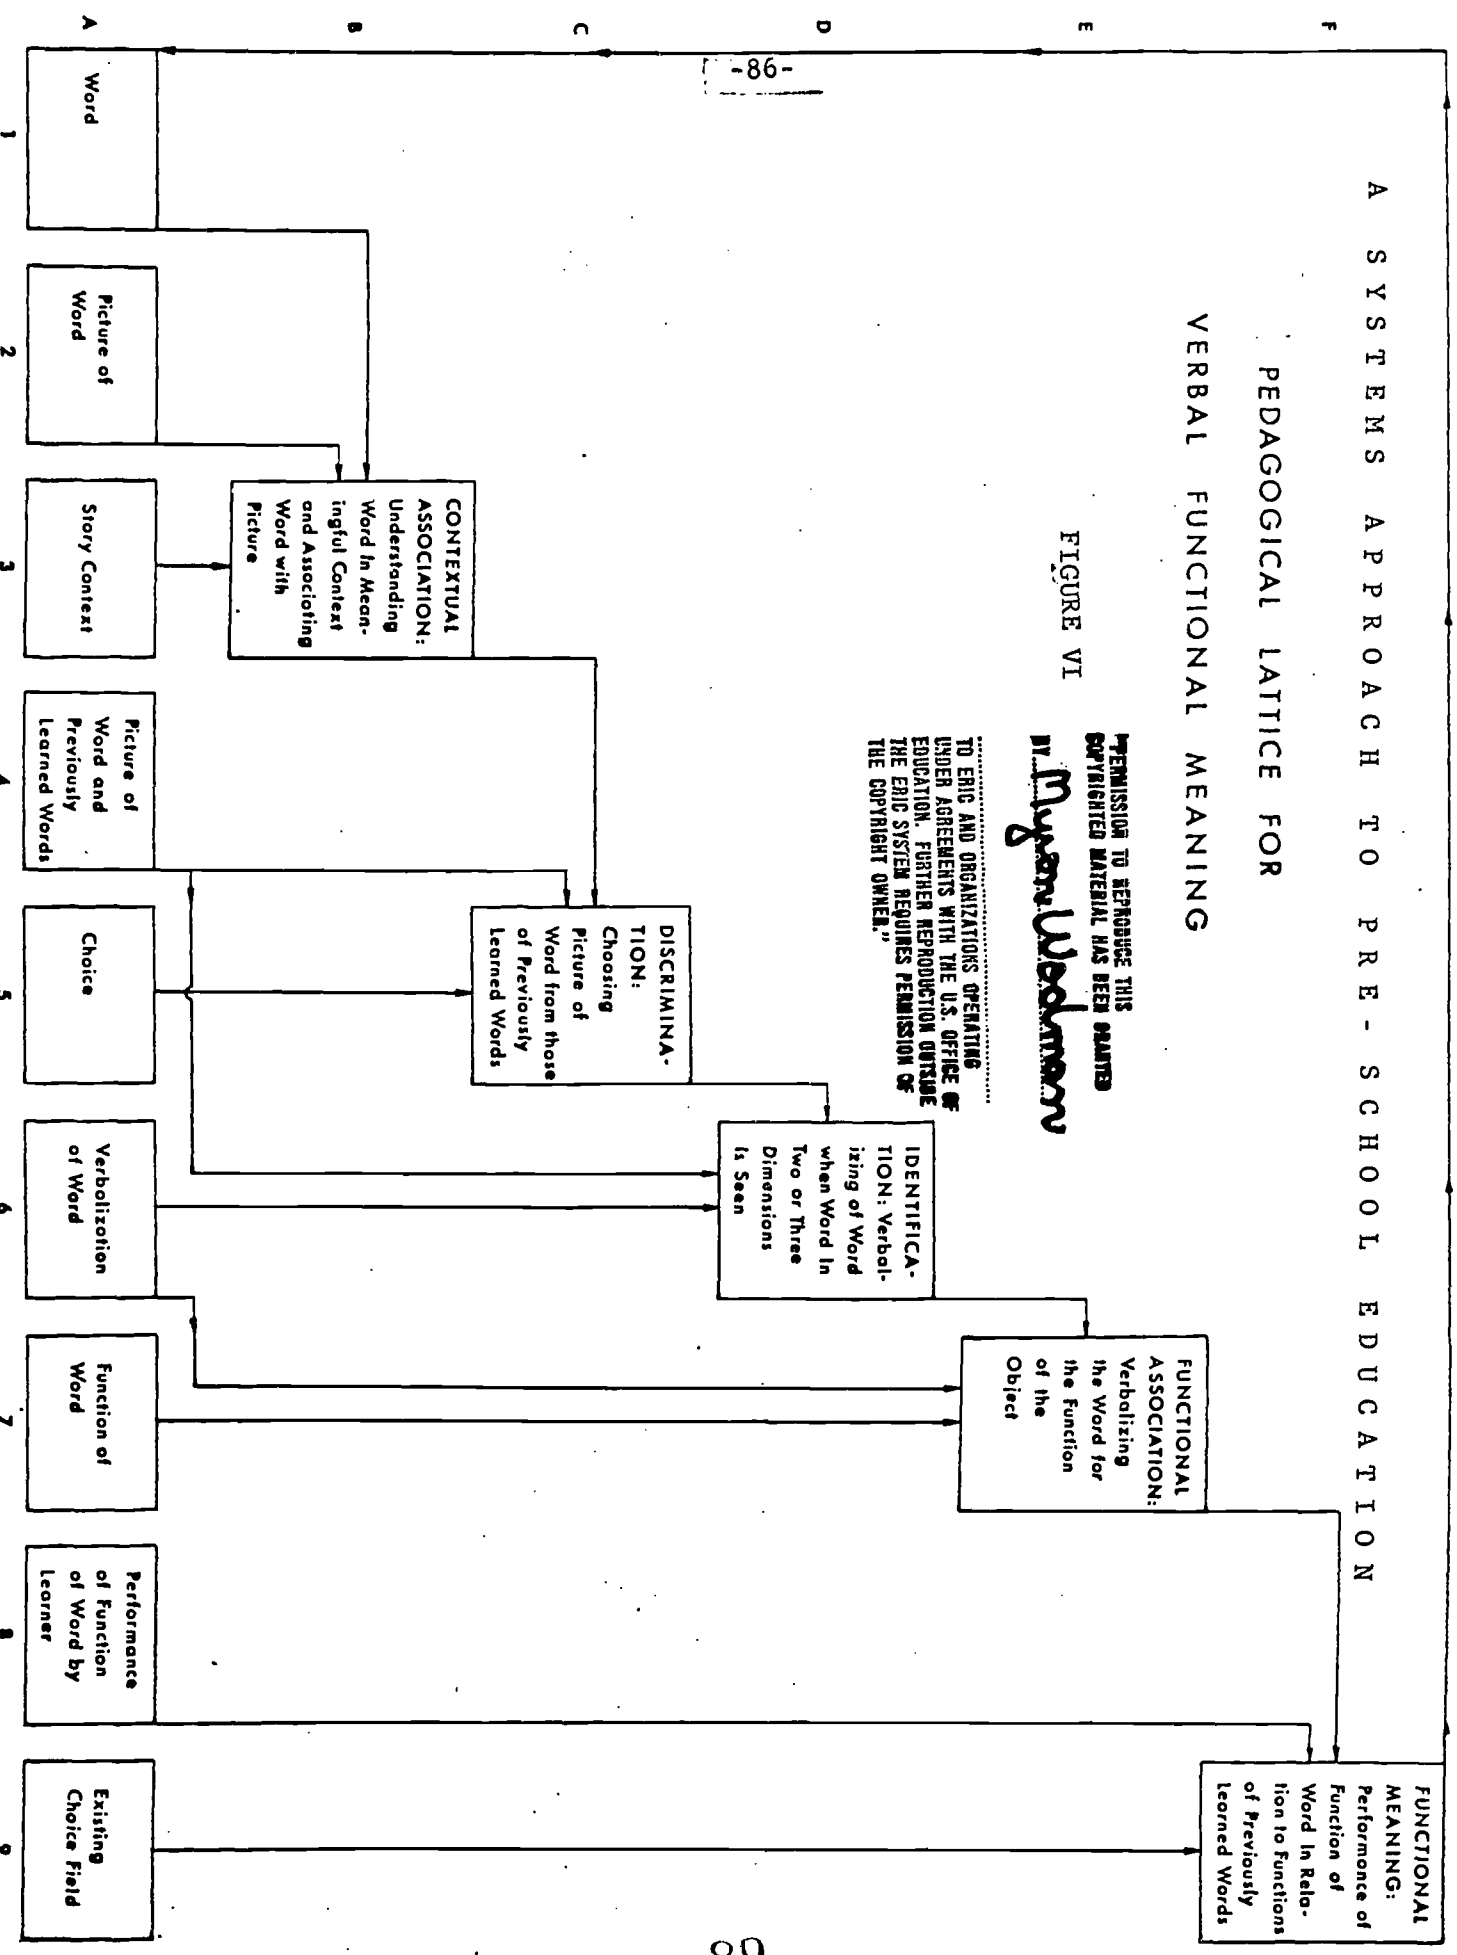 A SYSTEMS APPROACH TO PRE-SCHOOL EDUCATION
PEDAGOGICAL LATTICE FOR
VERBAL FUNCTIONAL MEANING
FIGURE VI
"PERMISSION TO REPRODUCE THIS
COPYRIGHTED MATERIAL HAS BEEN GRANTED
BY Myron Woolman
TO ERIC AND ORGANIZATIONS OPERATING
UNDER AGREEMENTS WITH THE U.S. OFFICE OF
EDUCATION. FURTHER REPRODUCTION OUTSIDE
THE ERIC SYSTEM REQUIRES PERMISSION OF
THE COPYRIGHT OWNER."
F
FUNCTIONAL
MEANING:
Performance of
Function of
Word In Rela-
tion to Functions
of Previously
Learned Words
E
FUNCTIONAL
ASSOCIATION:
Verbalizing
the Word for
the Function
of the
Object
D
IDENTIFICA-
TION: Verbal-
izing of Word
when Word In
Two or Three
Dimensions
Is Seen
C
DISCRIMINA-
TION:
Choosing
Picture of
Word from those
of Previously
Learned Words
B
CONTEXTUAL
ASSOCIATION:
Understanding
Word In Mean-
ingful Context
and Associating
Word with
Picture
A
Word
Picture of
Word
Story Context
Picture of
Word and
Previously
Learned Words
Choice
Verbalization
of Word
Function of
Word
Performance
of Function
of Word by
Learner
Existing
Choice Field
1
2
3
4
5
6
7
8
9
-86-